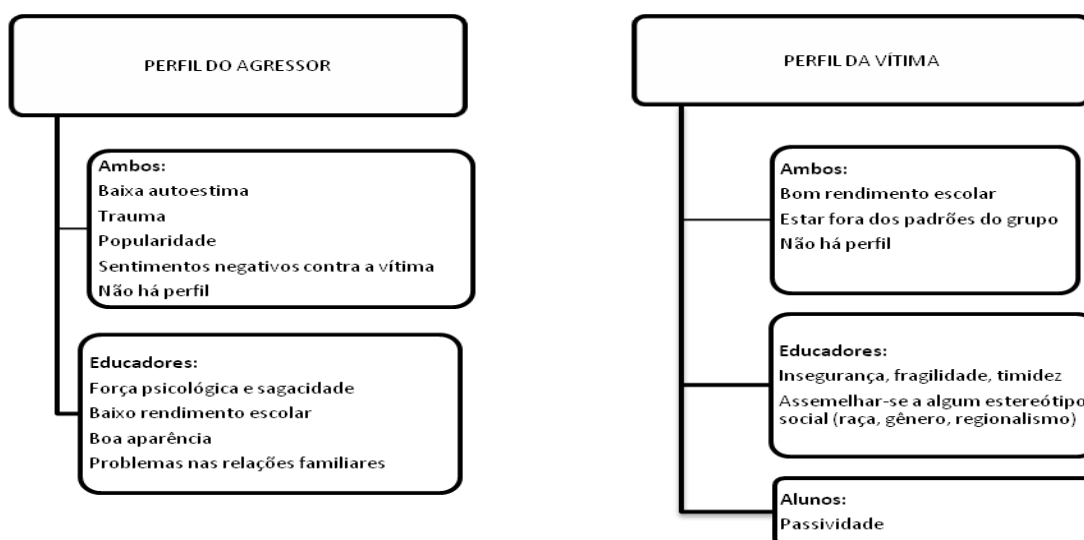 PERFIL DO AGRESSOR
Ambos:
Baixa autoestima
Trauma
Popularidade
Sentimentos negativos contra a vítima
Não há perfil
Educadores:
Força psicológica e sagacidade
Baixo rendimento escolar
Boa aparência
Problemas nas relações familiares
PERFIL DA VÍTIMA
Ambos:
Bom rendimento escolar
Estar fora dos padrões do grupo
Não há perfil
Educadores:
Insegurança, fragilidade, timidez
Assemelhar-se a algum estereótipo
social (raça, gênero, regionalismo)
Alunos:
Passividade